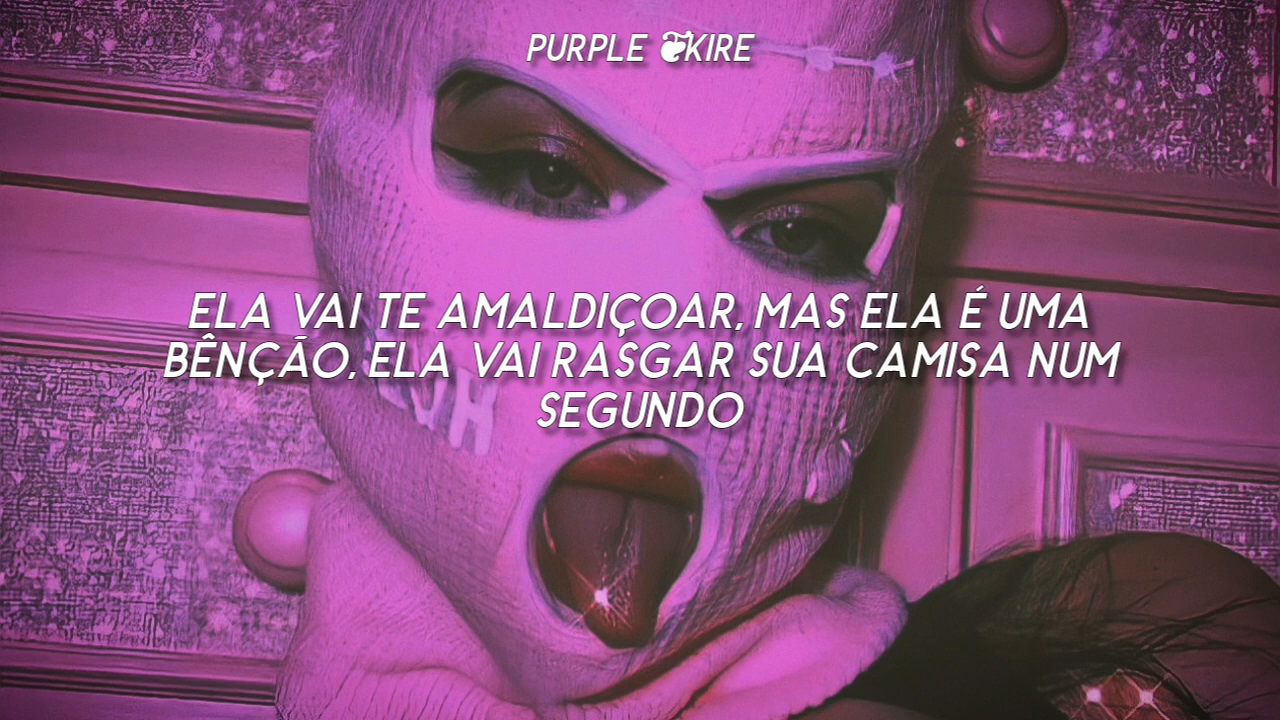 PURPLE ❦KIRE
ELA VAI TE AMALDIÇOAR, MAS ELA É UMA
BÊNÇÃO, ELA VAI RASGAR SUA CAMISA NUM
SEGUNDO